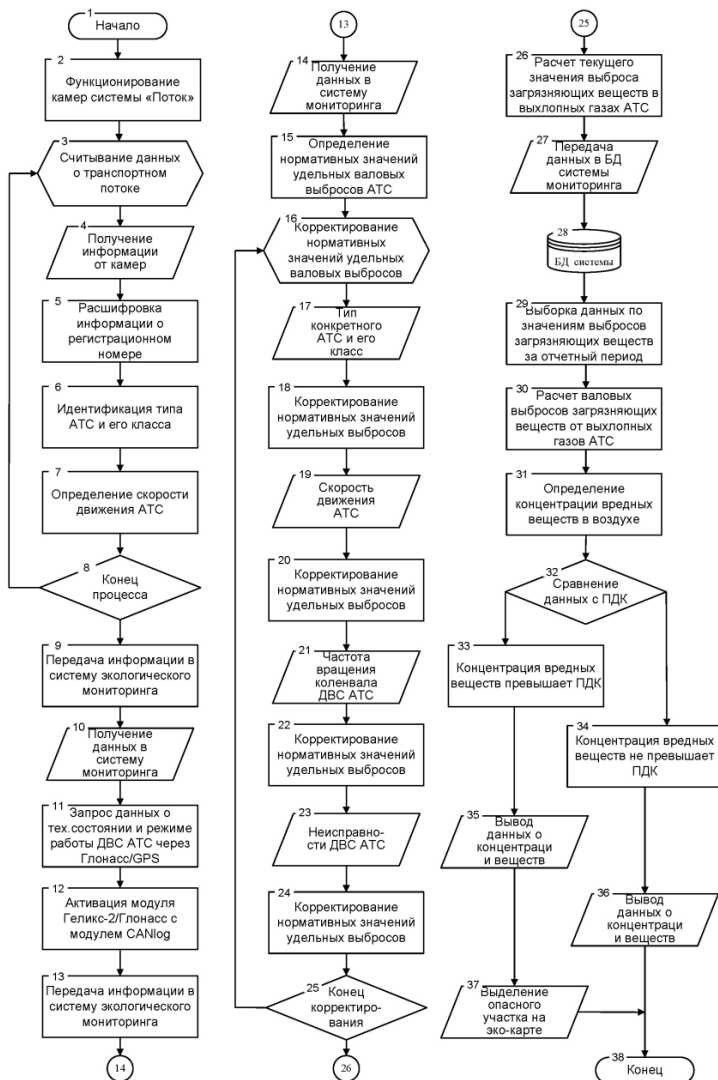 1
Начало
2
Функционирование
камер системы «Поток»
3
Считывание данных
о транспортном
потоке
4
Получение
информации
от камер
5
Расшифровка
информации о
регистрационном
номере
6
Идентификация типа
АТС и его класса
7
Определение скорости
движения АТС
8
Конец
процесса
9
Передача информации в
систему экологического
мониторинга
10
Получение
данных в
систему
мониторинга
11
Запрос данных о
тех.состоянии и режиме
работы ДВС АТС через
Глонасс/GPS
12
Активация модуля
Геликс-2/Глонасс с
модулем CANlog
13
Передача информации в
систему экологического
мониторинга
14
13
14
Получение
данных в
систему
мониторинга
15
Определение
нормативных значений
удельных валовых
выбросов АТС
16
Корректирование
нормативных
значений удельных
валовых выбросов
17
Тип
конкретного
АТС и его
класс
18
Корректирование
нормативных значений
удельных выбросов
19
Скорость
движения
АТС
20
Корректирование
нормативных значений
удельных выбросов
21
Частота
вращения
коленвала
ДВС АТС
22
Корректирование
нормативных значений
удельных выбросов
23
Неисправно-
сти ДВС АТС
24
Корректирование
нормативных значений
удельных выбросов
25
Конец
корректиро-
вания
26
25
26
Расчет текущего
значения выброса
загрязняющих веществ в
выхлопных газах АТС
27
Передача
данных в БД
системы
мониторинга
28
БД системы
29
Выборка данных по
значениям выбросов
загрязняющих веществ
за отчетный период
30
Расчет валовых
выбросов загрязняющих
веществ от выхлопных
газов АТС
31
Определение
концентрации вредных
веществ в воздухе
32
Сравнение
данных с ПДК
33
Концентрация вредных
веществ превышает ПДК
34
Концентрация вредных
веществ не превышает
ПДК
35
Вывод
данных о
концентраци
и веществ
36
Вывод
данных о
концентраци
и веществ
37
Выделение
опасного
участка на
эко-карте
38
Конец